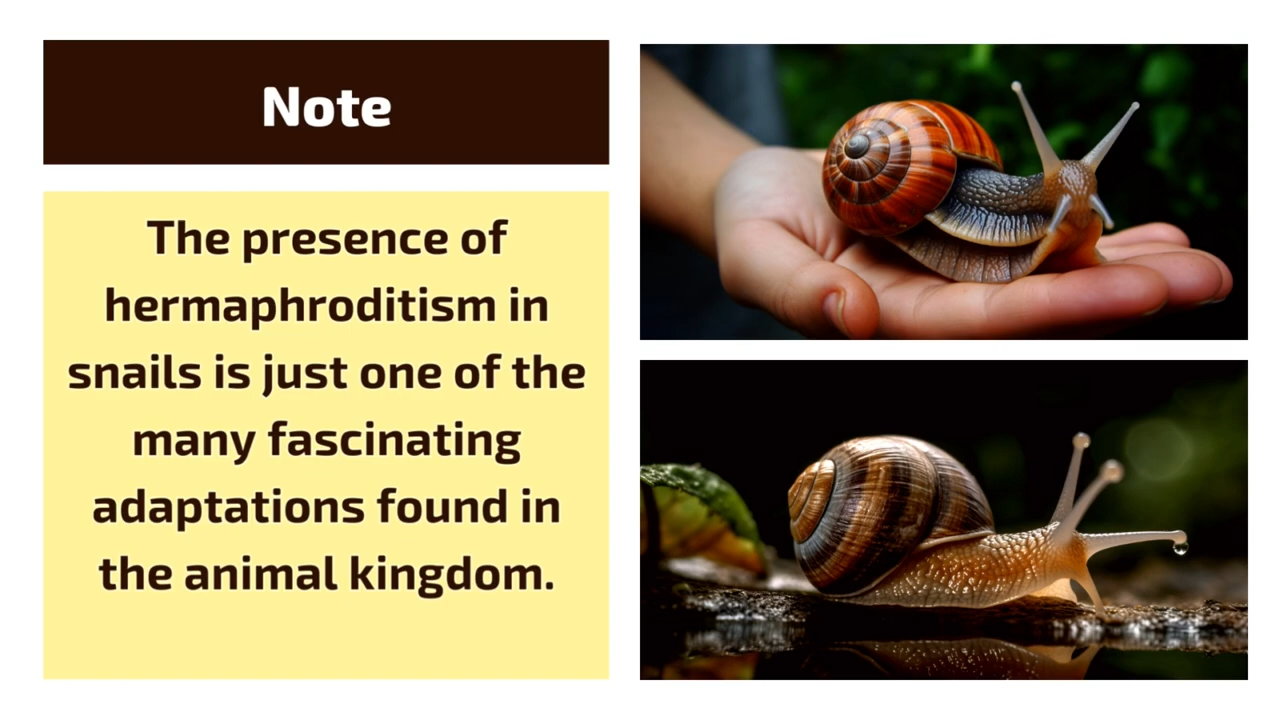 Note
The presence of
hermaphroditism in
snails is just one of the
many fascinating
adaptations found in
the animal kingdom.